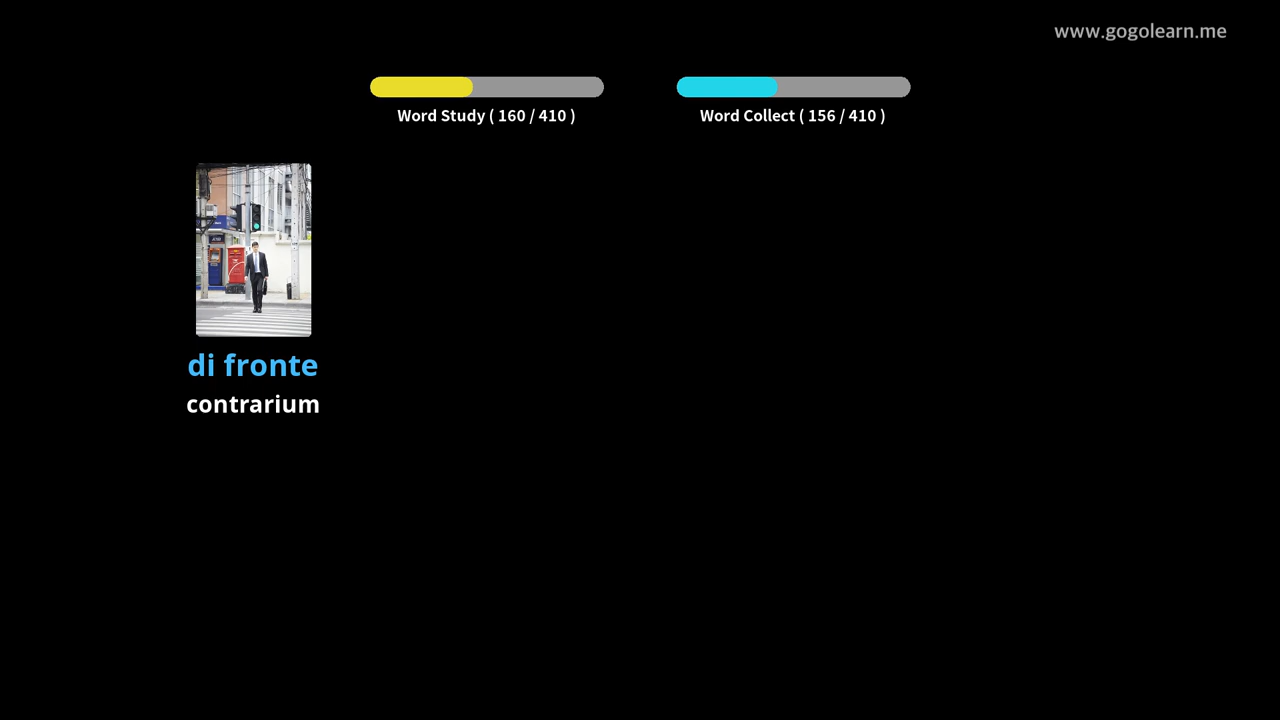 www.gogolearn.me
Word Study ( 160 / 410 )
Word Collect ( 156 / 410 )
di fronte
contrarium